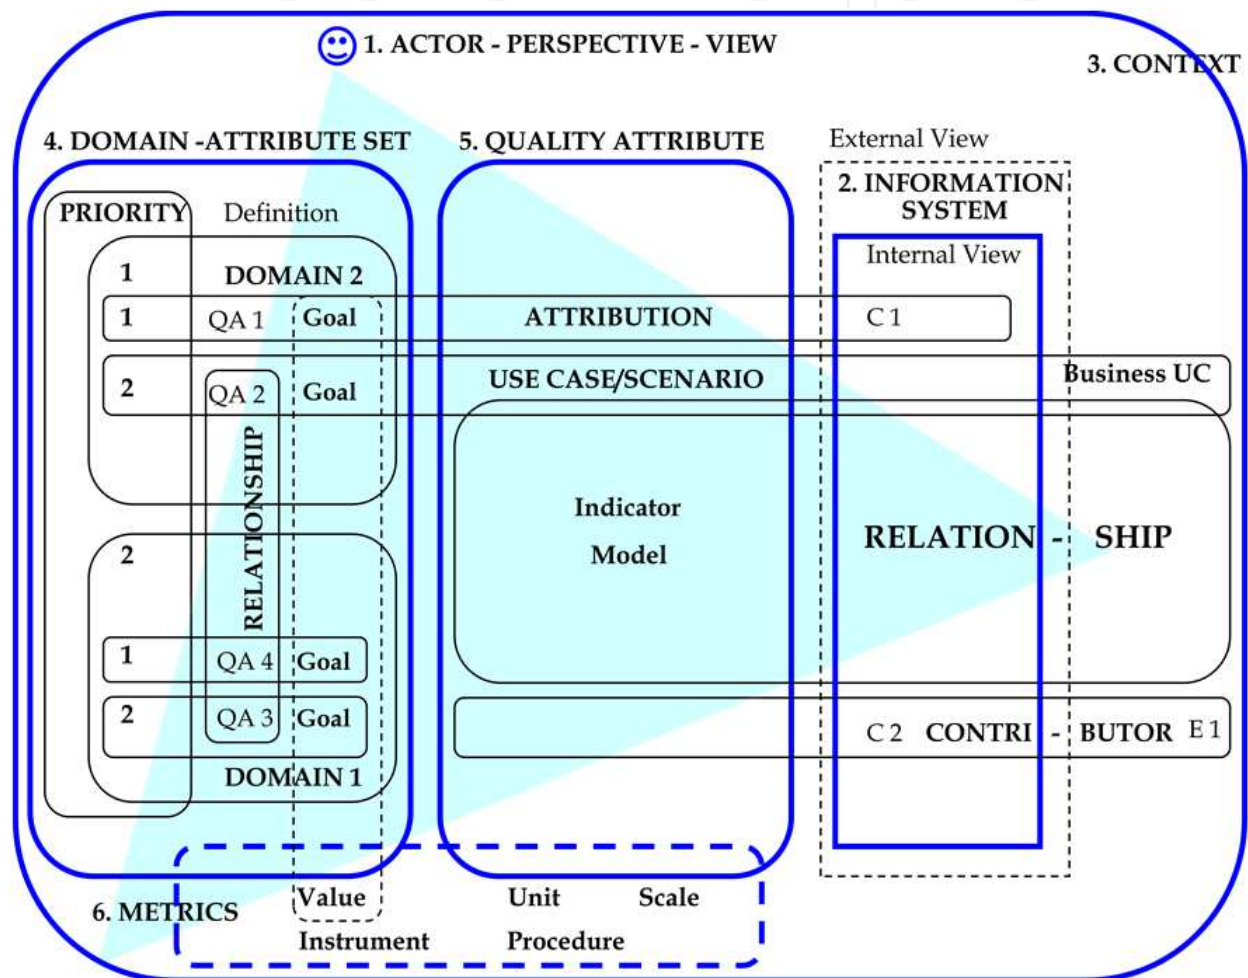 1. ACTOR - PERSPECTIVE - VIEW
3. CONTEXT
4. DOMAIN -ATTRIBUTE SET
5. QUALITY ATTRIBUTE
External View
2. INFORMATION
SYSTEM
PRIORITY
Definition
Internal View
1
DOMAIN 2
1 QA 1 Goal
ATTRIBUTION
C 1
2 QA 2 Goal
USE CASE/SCENARIO
Business UC
RELATIONSHIP
Indicator
Model
RELATION - SHIP
2
1 QA 4 Goal
2 QA 3 Goal
C 2 CONTRI - BUTOR E 1
DOMAIN 1
6. METRICS
Value
Unit
Scale
Instrument
Procedure